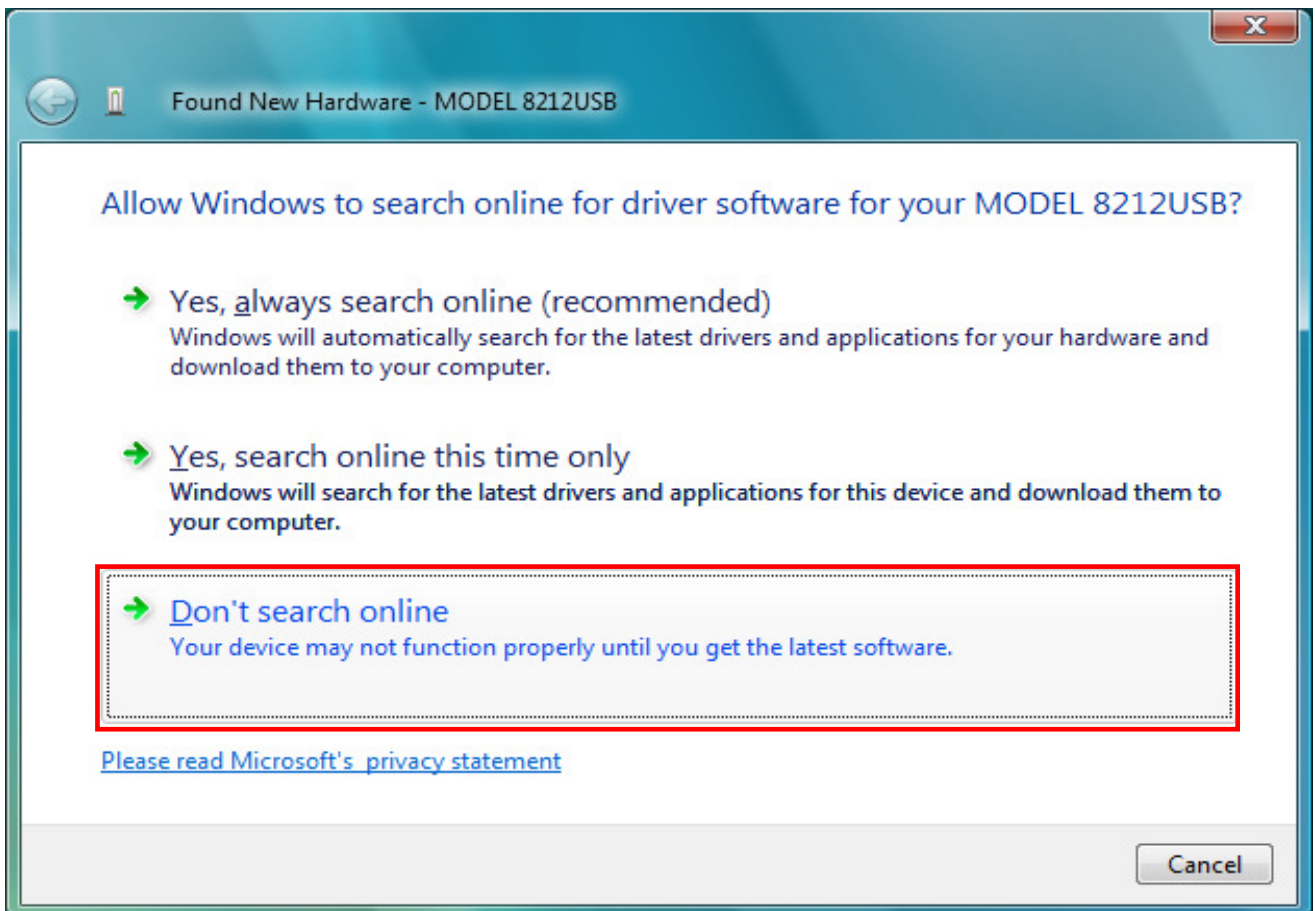 Found New Hardware - MODEL 8212USB
Allow Windows to search online for driver software for your MODEL 8212USB?
Yes, always search online (recommended)
Windows will automatically search for the latest drivers and applications for your hardware and
download them to your computer.
Yes, search online this time only
Windows will search for the latest drivers and applications for this device and download them to
your computer.
Don't search online
Your device may not function properly until you get the latest software.
Please read Microsoft's privacy statement
Cancel